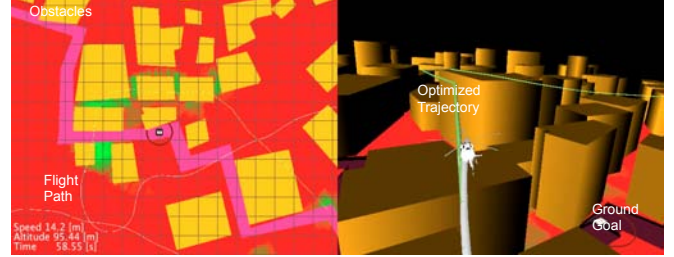 Obstacles
Flight
Path
Speed 14.2 [m]
Altitude 95.44 [m]
Time 58.55 [s]
Optimized
Trajectory
Ground
Goal